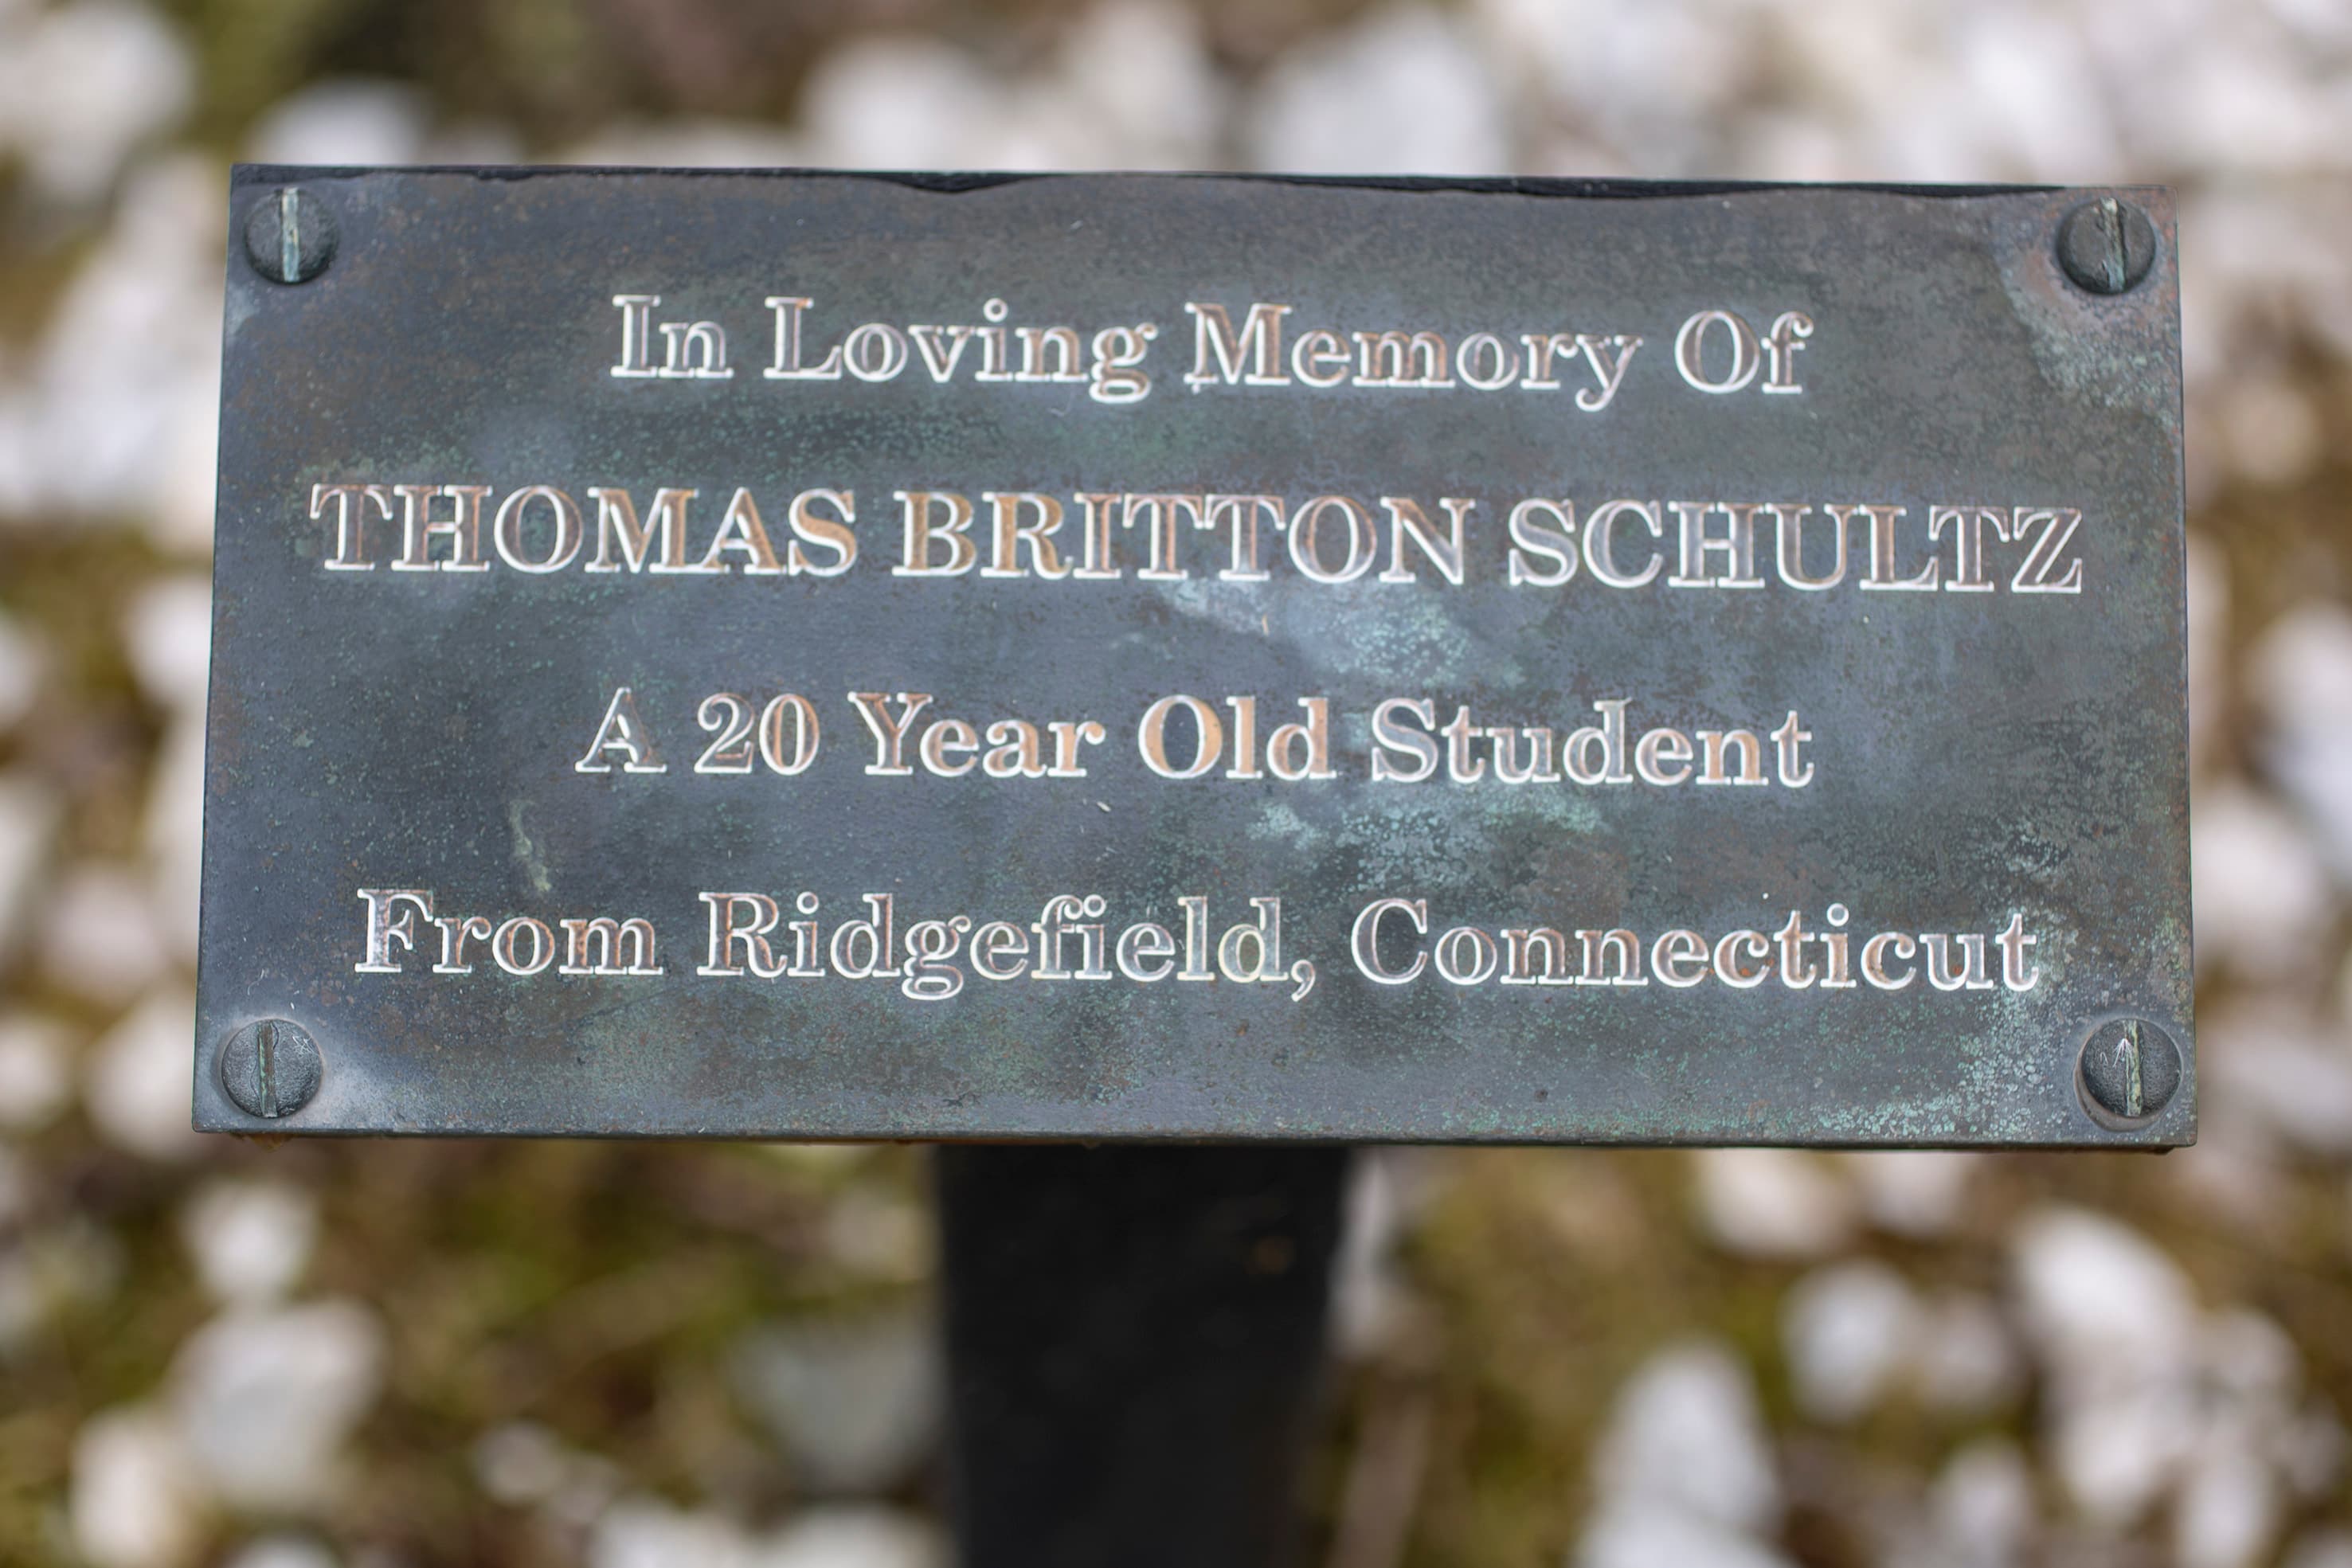 In Loving Memory Of
THOMAS BRITTON SCHULTZ
A 20 Year Old Student
From Ridgefield, Connecticut